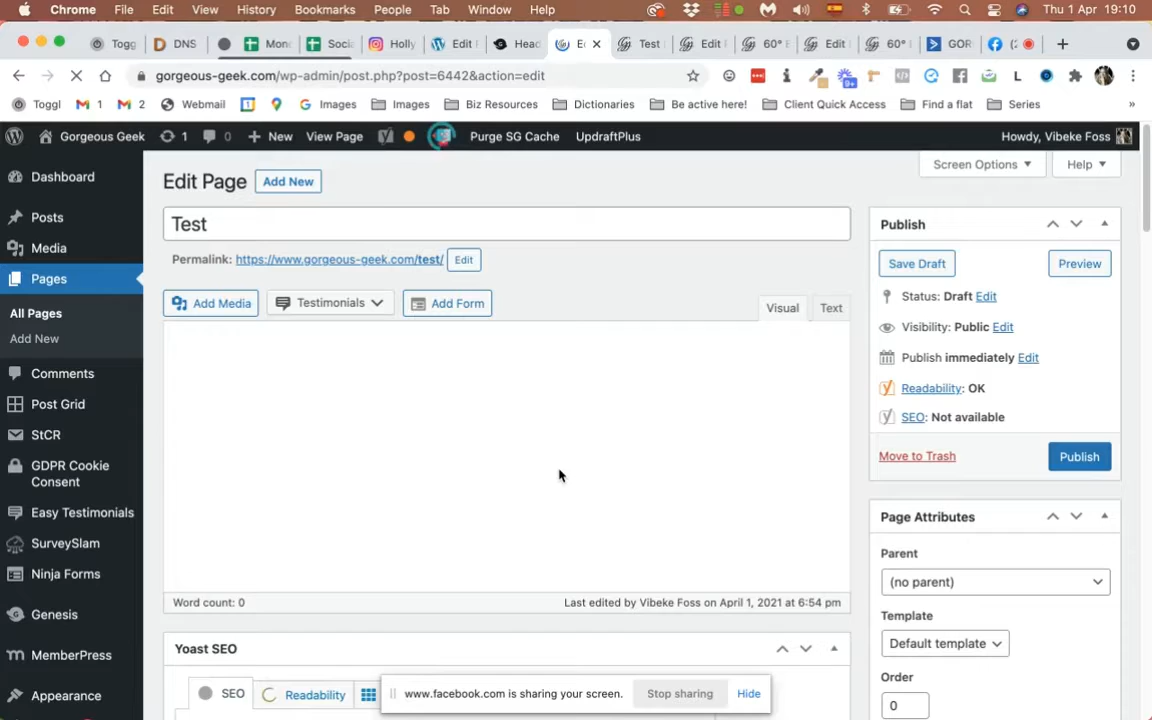 Chrome File Edit View History Bookmarks People Tab Window Help Thu 1 Apr 19:10
Togg DNS Mon Soci Holly Edit Head E Test Edit 60° E Edit 60° GOR
gorgeous-geek.com/wp-admin/post.php?post=6442&action=edit
Toggl 1 1 Webmail Images Images Biz Resources Dictionaries Be active here! Client Quick Access Find a flat Series »
Gorgeous Geek 1 0 New View Page Purge SG Cache UpdraftPlus Howdy, Vibeke Foss
Screen Options Help
Dashboard
Posts
Media
Pages
All Pages
Add New
Comments
Post Grid
StCR
GDPR Cookie
Consent
Easy Testimonials
SurveySlam
Ninja Forms
Genesis
MemberPress
Appearance
Edit Page Add New
Test
Permalink: https://www.gorgeous-geek.com/test/ Edit
Add Media Testimonials Add Form Visual Text
Word count: 0 Last edited by Vibeke Foss on April 1, 2021 at 6:54 pm
Yoast SEO
SEO Readability
www.facebook.com is sharing your screen. Stop sharing Hide
Publish
Save Draft Preview
Status: Draft Edit
Visibility: Public Edit
Publish immediately Edit
Readability: OK
SEO: Not available
Move to Trash Publish
Page Attributes
Parent
(no parent)
Template
Default template
Order
0